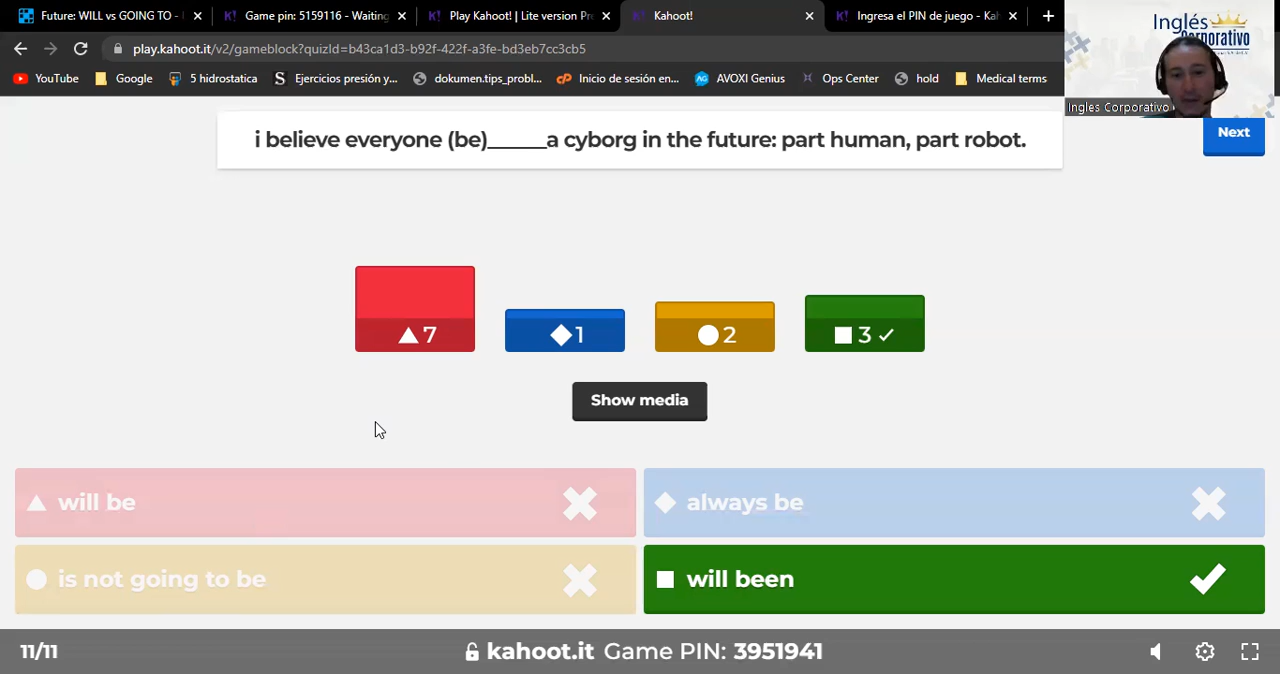 Future: WILL vs GOING TO -
Game pin: 5159116 - Waiting
Play Kahoot! | Lite version Pr
Kahoot!
Ingresa el PIN de juego - Kah
play.kahoot.it/v2/gameblock?quizId=b43ca1d3-b92f-422f-a3fe-bd3eb7cc3cb5
YouTube
Google
5 hidrostatica
Ejercicios presión y...
dokumen.tips_probl...
Inicio de sesión en...
AVOXI Genius
Ops Center
hold
Medical terms
Inglés
Corporativo
Ingles Corporativo
i believe everyone (be)_____a cyborg in the future: part human, part robot.
Next
7
1
2
3
Show media
will be
always be
is not going to be
will been
11/11
kahoot.it Game PIN: 3951941